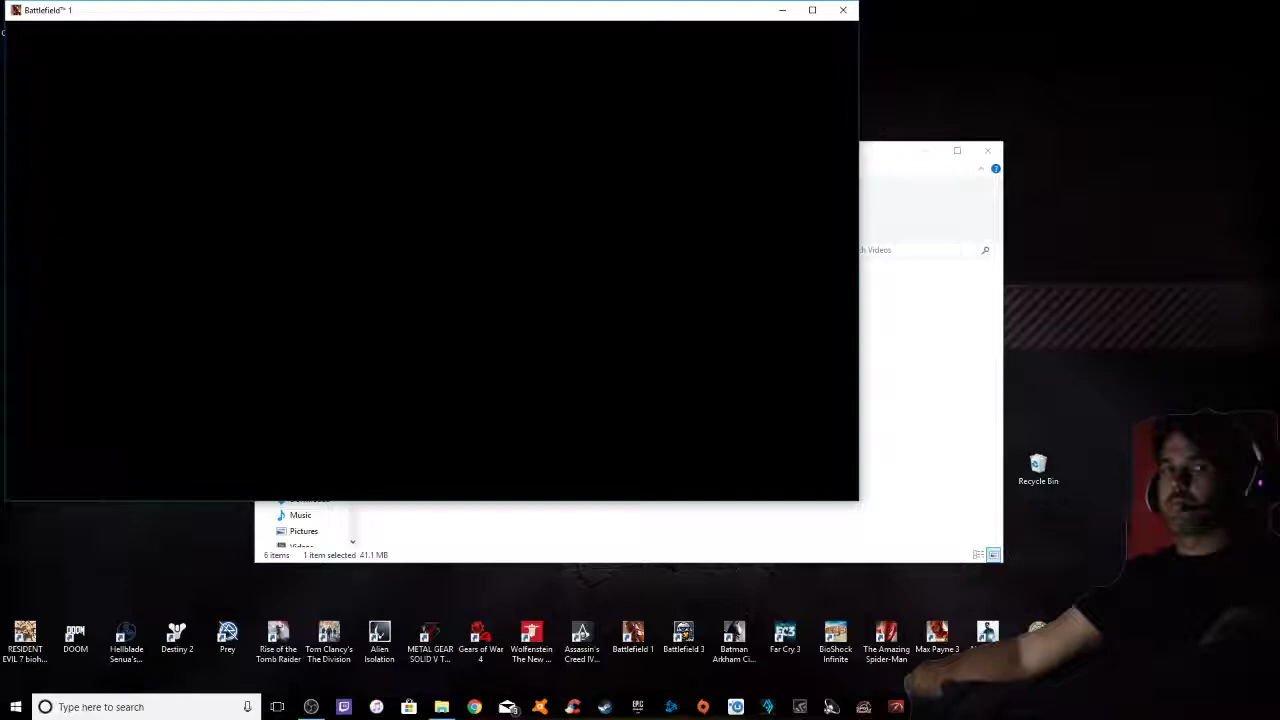 Battlefield™ 1
ch Videos
Music
Pictures
Videos
6 items 1 item selected 41.1 MB
Recycle Bin
RESIDENT EVIL 7 bioh...
DOOM
Hellblade Senua's...
Destiny 2
Prey
Rise of the Tomb Raider
Tom Clancy's The Division
Alien Isolation
METAL GEAR SOLID V T...
Gears of War 4
Wolfenstein The New ...
Assassin's Creed IV...
Battlefield 1
Battlefield 3
Batman Arkham Ci...
Far Cry 3
BioShock Infinite
The Amazing Spider-Man
Max Payne 3
Type here to search